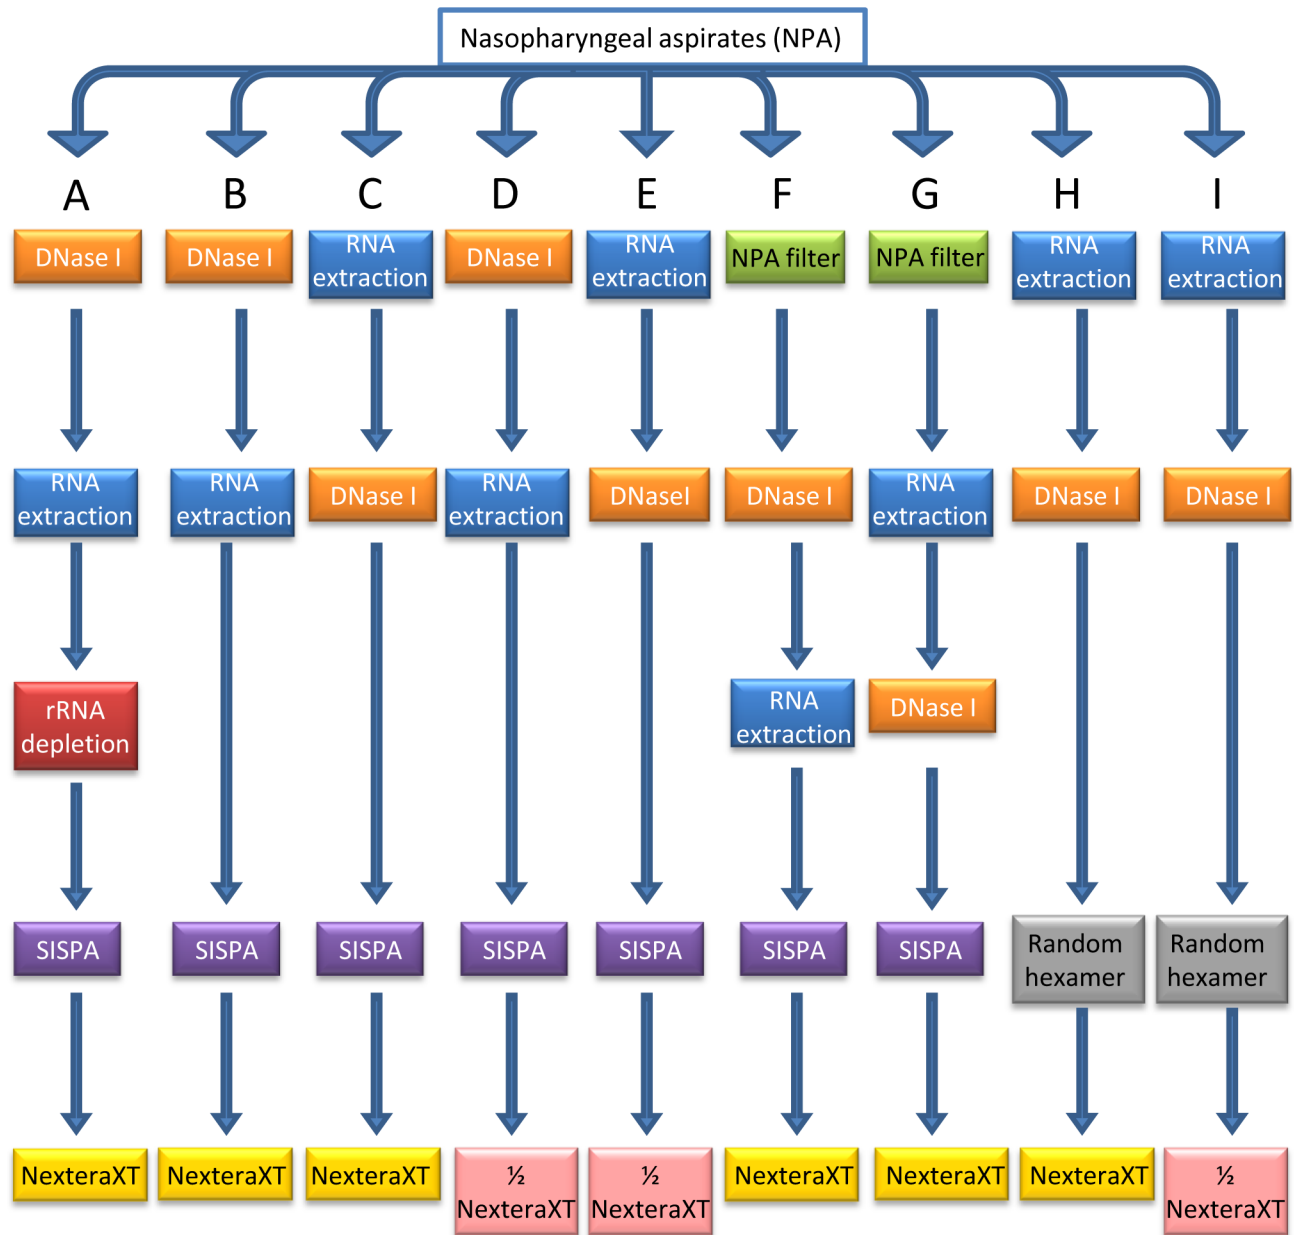 Nasopharyngeal aspirates (NPA)
A B C D E F G H I
DNase I DNase I RNA extraction DNase I RNA extraction NPA filter NPA filter RNA extraction RNA extraction
RNA extraction RNA extraction DNase I RNA extraction DNaseI DNase I RNA extraction DNase I DNase I
rRNA depletion RNA extraction DNase I
SISPA SISPA SISPA SISPA SISPA SISPA SISPA Random hexamer Random hexamer
NexteraXT NexteraXT NexteraXT ½ NexteraXT ½ NexteraXT NexteraXT NexteraXT NexteraXT ½ NexteraXT